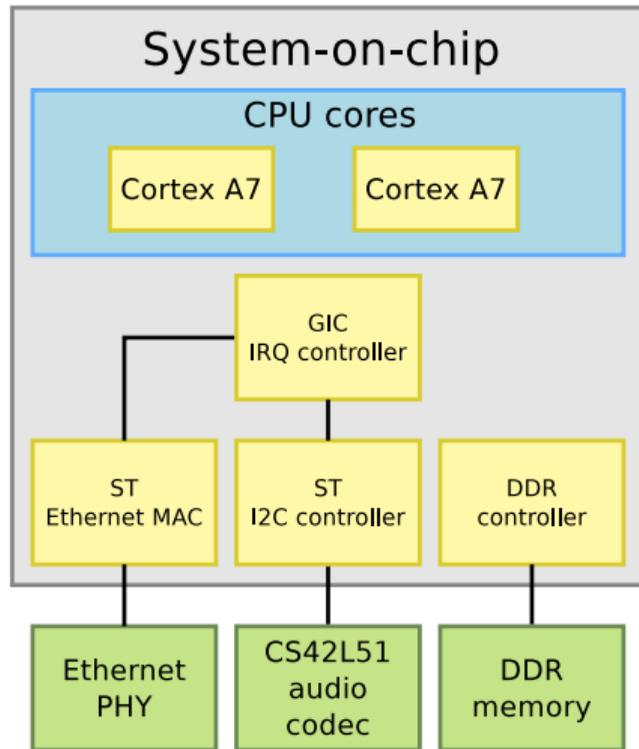 System-on-chip
CPU cores
Cortex A7
Cortex A7
GIC
IRQ controller
ST
Ethernet MAC
ST
I2C controller
DDR
controller
Ethernet
PHY
CS42L51
audio
codec
DDR
memory